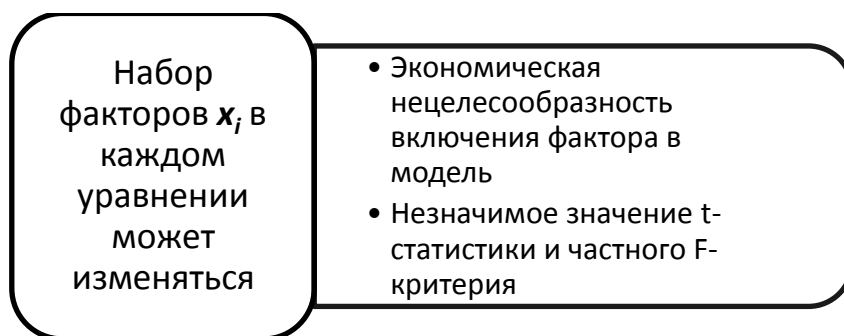 Набор
факторов xi в
каждом
уравнении
может
изменяться
• Экономическая
нецелесообразность
включения фактора в
модель
• Незначимое значение t-
статистики и частного F-
критерия